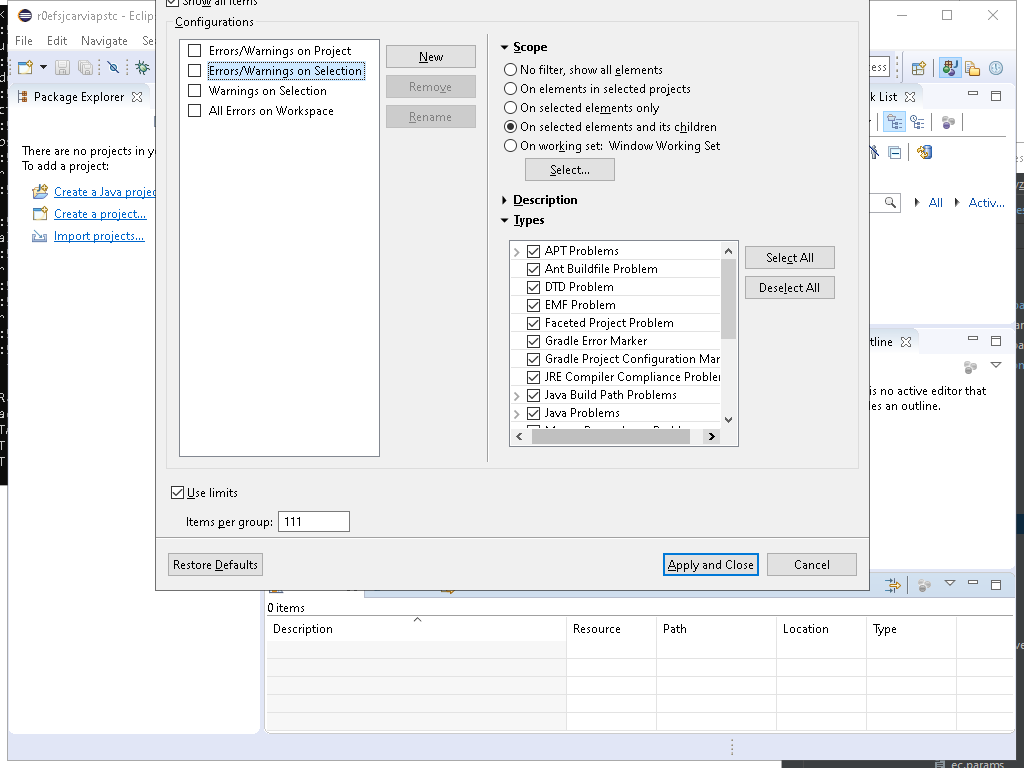 Show all items
r0efsjcarviapstc - Eclip
Configurations
File Edit Navigate Se
Errors/Warnings on Project
Errors/Warnings on Selection
Warnings on Selection
All Errors on Workspace
New
Remove
Rename
Scope
No filter, show all elements
On elements in selected projects
On selected elements only
On selected elements and its children
On working set: Window Working Set
Select...
Description
Types
APT Problems
Ant Buildfile Problem
DTD Problem
EMF Problem
Faceted Project Problem
Gradle Error Marker
Gradle Project Configuration Mar
JRE Compiler Compliance Probler
Java Build Path Problems
Java Problems
Select All
Deselect All
Package Explorer
There are no projects in y
To add a project:
Create a Java projec
Create a project...
Import projects...
ess
k List
All
Activ...
tline
is no active editor that
les an outline.
Use limits
Items per group: 111
Restore Defaults
Apply and Close
Cancel
0 items
Description Resource Path Location Type
ec.params